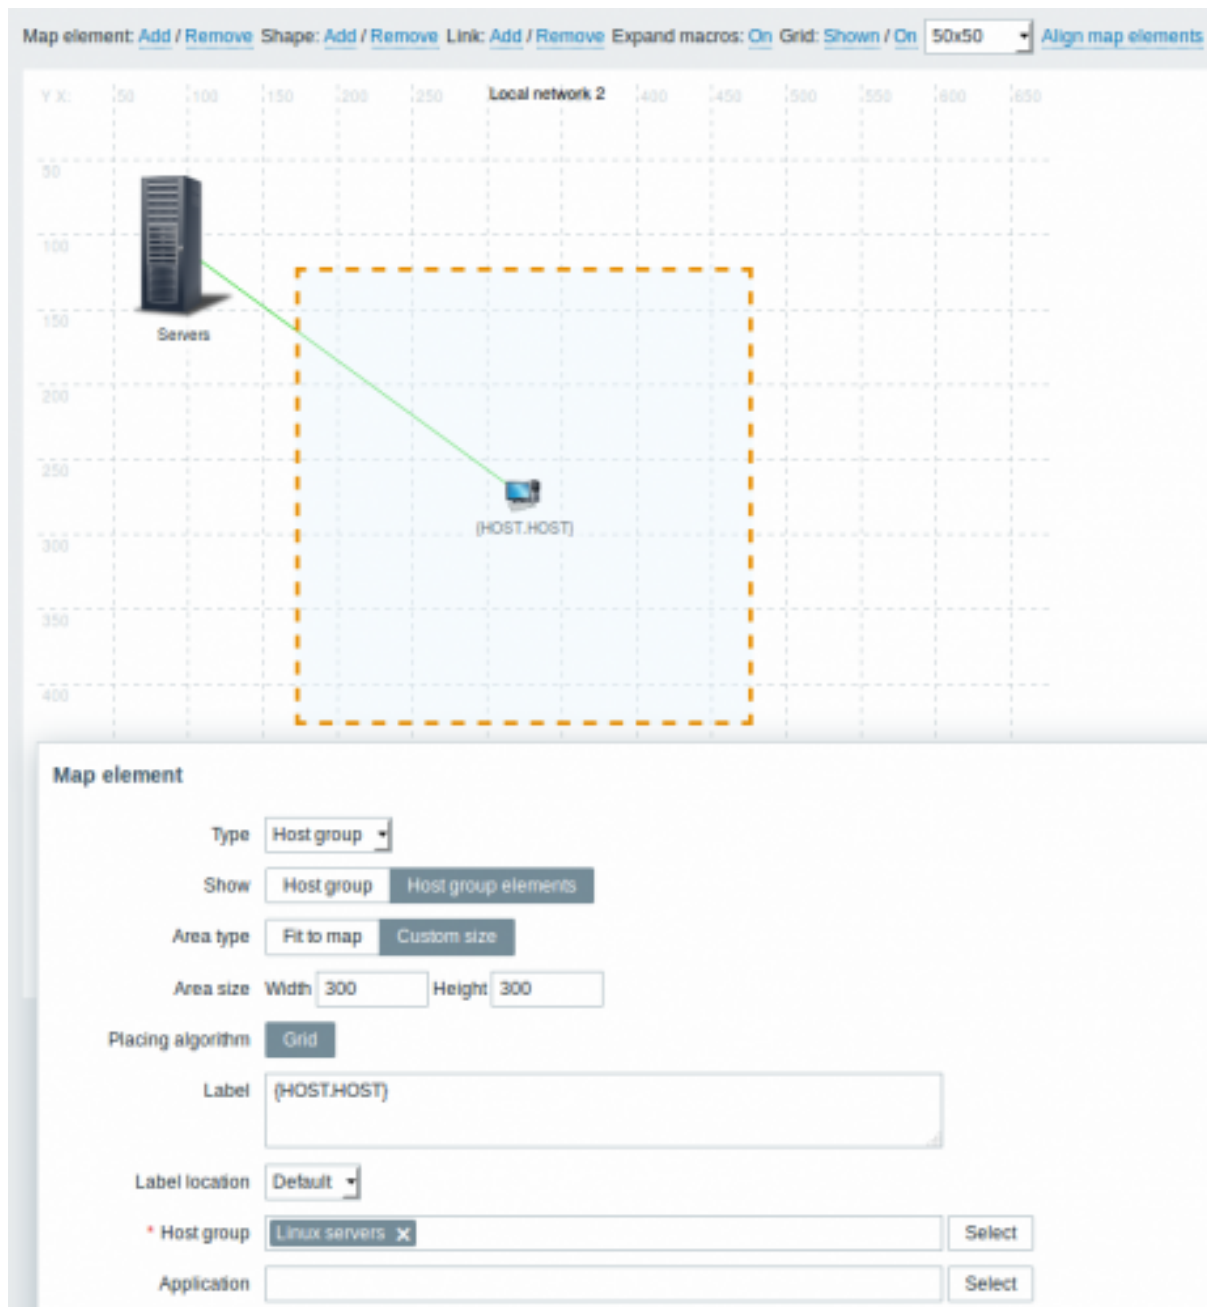 Map element: Add / Remove Shape: Add / Remove Link: Add / Remove Expand macros: On Grid: Shown / On 50x50 Align map elements
Y X: 50 100 150 200 250 Local network 2 400 450 500 550 600 650
50
100
150
Servers
200
250
{HOST.HOST}
300
350
400
Map element
Type Host group
Show Host group Host group elements
Area type Fit to map Custom size
Area size Width 300 Height 300
Placing algorithm Grid
Label {HOST.HOST}
Label location Default
* Host group Linux servers Select
Application Select